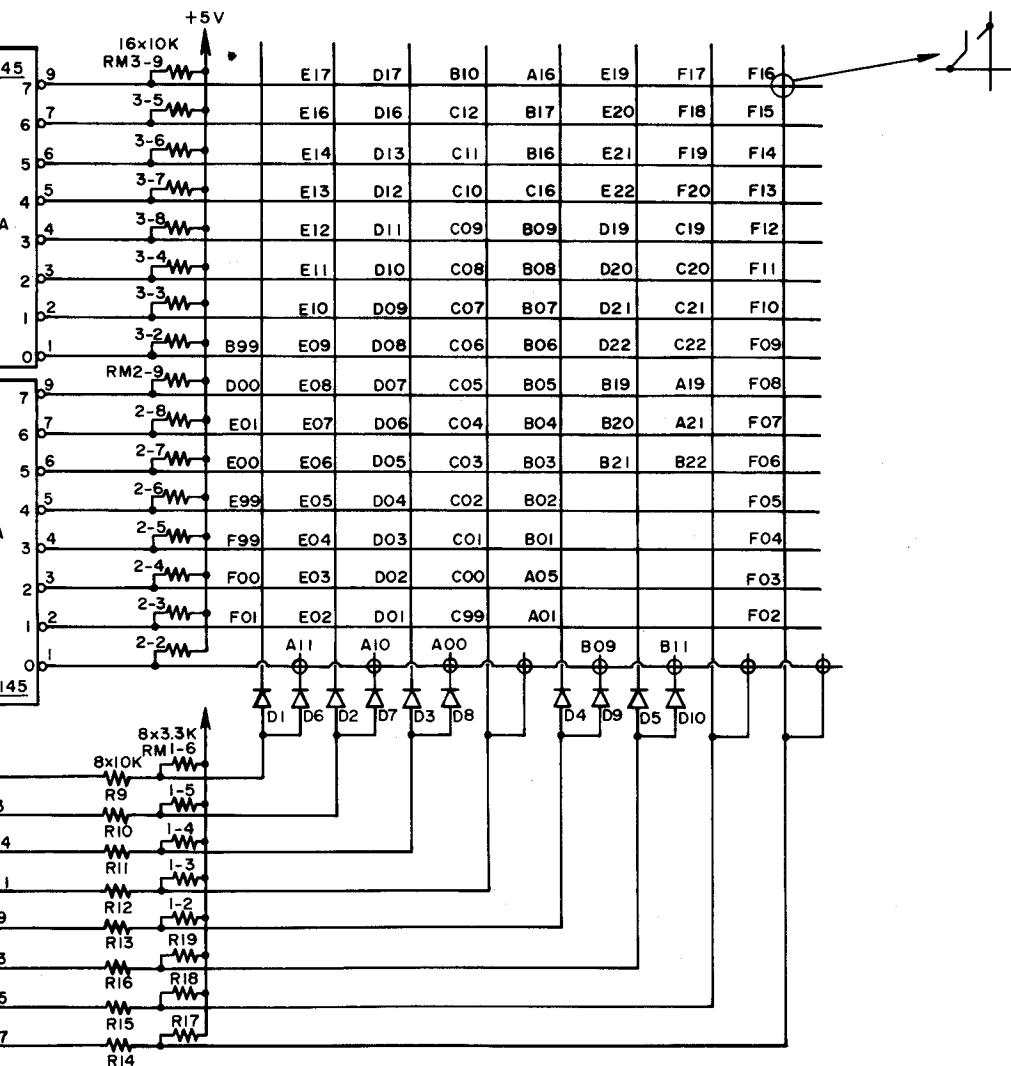 +5V
16x10K
45 9 RM3-9 E17 D17 B10 A16 E19 F17 F16
7
3-5
7 E16 D16 C12 B17 E20 F18 F15
6
3-6
6 E14 D13 C11 B16 E21 F19 F14
5
3-7
5 E13 D12 C10 C16 E22 F20 F13
4
A 3-8
4 E12 D11 C09 B09 D19 C19 F12
3
3-4
3 E11 D10 C08 B08 D20 C20 F11
2
3-3
2 E10 D09 C07 B07 D21 C21 F10
1
3-2
1 B99 E09 D08 C06 B06 D22 C22 F09
0
RM2-9
9 D00 E08 D07 C05 B05 B19 A19 F08
7
2-8
7 E01 E07 D06 C04 B04 B20 A21 F07
6
2-7
6 E00 E06 D05 C03 B03 B21 B22 F06
5
2-6
5 E99 E05 D04 C02 B02 F05
4
2-5
4 F99 E04 D03 C01 B01 F04
3
2-4
3 F00 E03 D02 C00 A05 F03
2
2-3
2 F01 E02 D01 C99 A01 F02
1
2-2 A11 A10 A00 B09 B11
1
0
145
D1 D6 D2 D7 D3 D8 D4 D9 D5 D10
8x3.3K
RM1-6
8x10K
R9
1-5
3
R10
1-4
4
R11
1-3
1
R12
1-2
9
R13
R19
3
R16
R18
5
R15
R17
7
R14